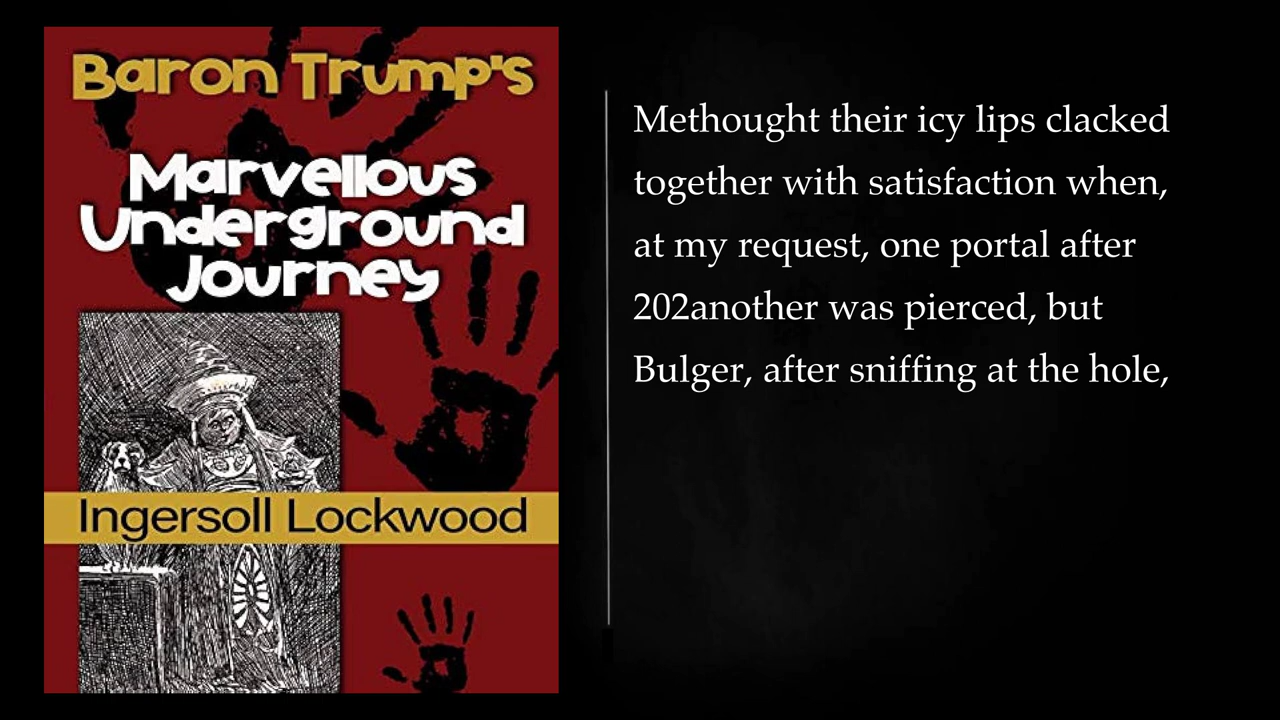 Baron Trump's
Marvellous
Underground
Journey
Ingersoll Lockwood
Methought their icy lips clacked
together with satisfaction when,
at my request, one portal after
202another was pierced, but
Bulger, after sniffing at the hole,